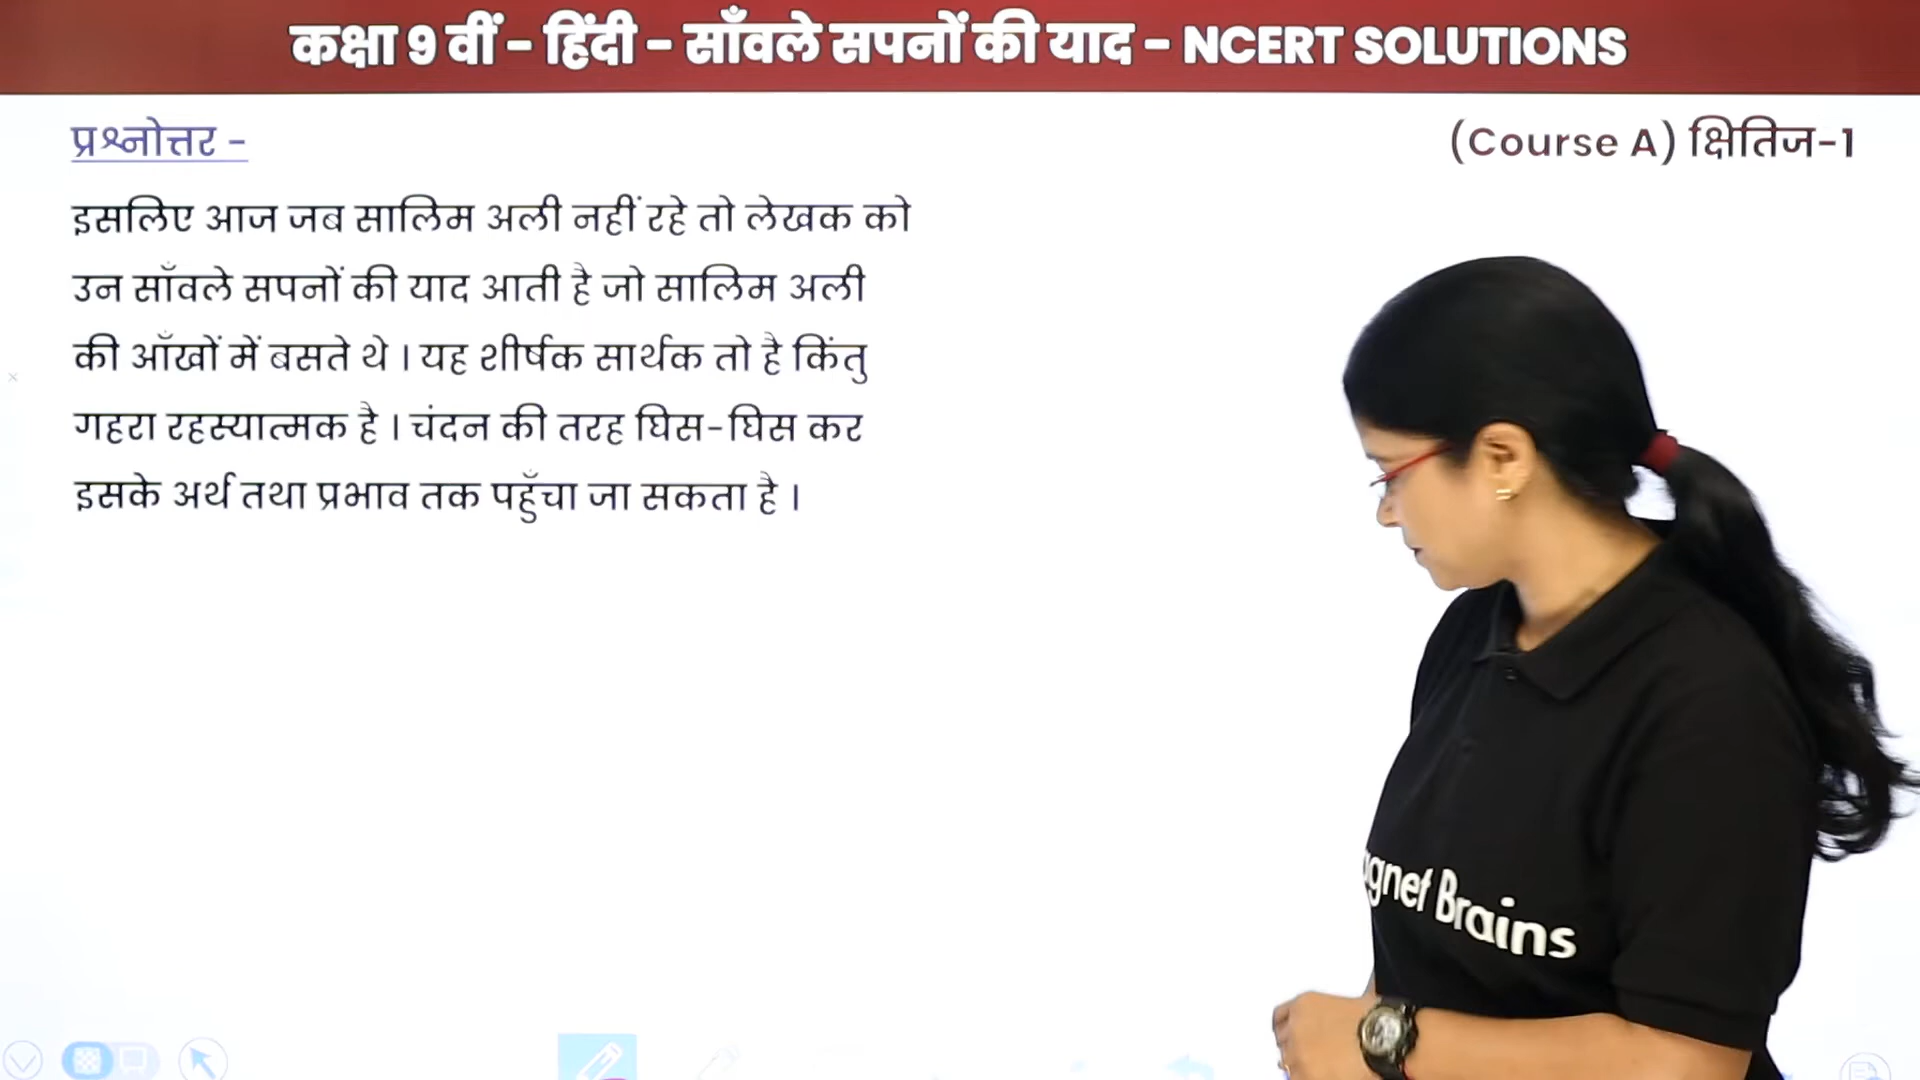 कक्षा 9 वीं - हिंदी - साँवले सपनों की याद - NCERT SOLUTIONS
प्रश्नोत्तर -
(Course A) क्षितिज-1
इसलिए आज जब सालिम अली नहीं रहे तो लेखक को
उन साँवले सपनों की याद आती है जो सालिम अली
की आँखों में बसते थे । यह शीर्षक सार्थक तो है किंतु
गहरा रहस्यात्मक है । चंदन की तरह घिस-घिस कर
इसके अर्थ तथा प्रभाव तक पहुँचा जा सकता है ।
Brains